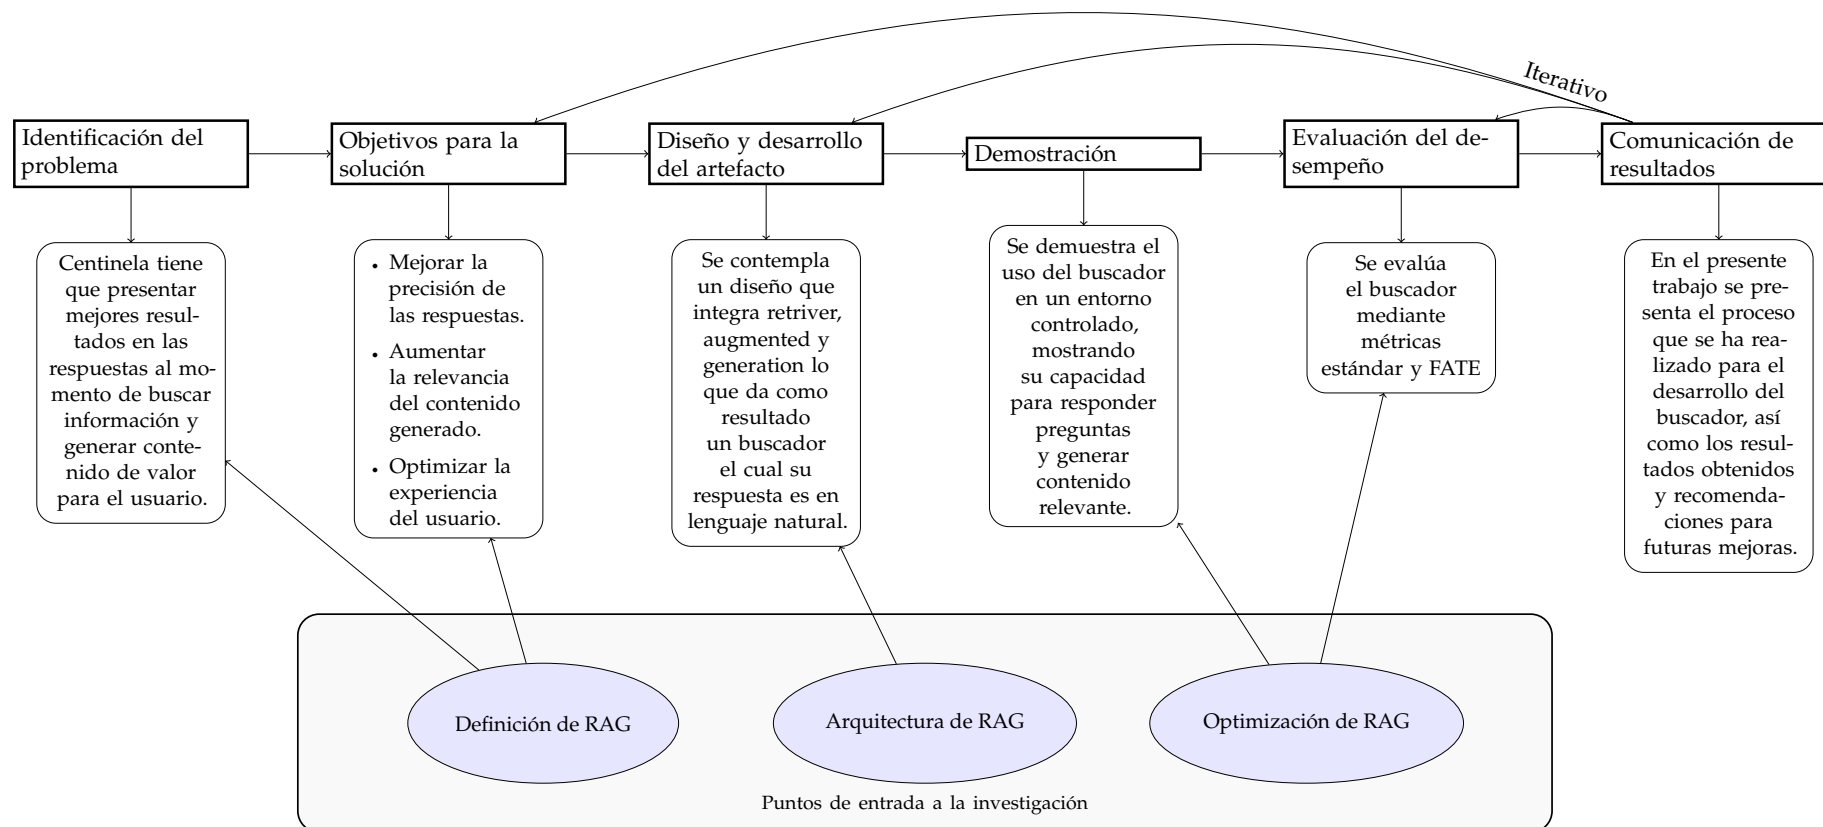 Iterativo
Identificación del
problema
Objetivos para la
solución
Diseño y desarrollo
del artefacto
Demostración
Evaluación del de-
sempeño
Comunicación de
resultados
Centinela tiene
que presentar
mejores resul-
tados en las
respuestas al mo-
mento de buscar
información y
generar conte-
nido de valor
para el usuario.
• Mejorar la
precisión de
las respuestas.
• Aumentar
la relevancia
del contenido
generado.
• Optimizar la
experiencia
del usuario.
Se contempla
un diseño que
integra retriver,
augmented y
generation lo
que da como
resultado
un buscador
el cual su
respuesta es en
lenguaje natural.
Se demuestra el
uso del buscador
en un entorno
controlado,
mostrando
su capacidad
para responder
preguntas
y generar
contenido
relevante.
Se evalúa
el buscador
mediante
métricas
estándar y FATE
En el presente
trabajo se pre-
senta el proceso
que se ha rea-
lizado para el
desarrollo del
buscador, así
como los resul-
tados obtenidos
y recomenda-
ciones para
futuras mejoras.
Definición de RAG
Arquitectura de RAG
Optimización de RAG
Puntos de entrada a la investigación